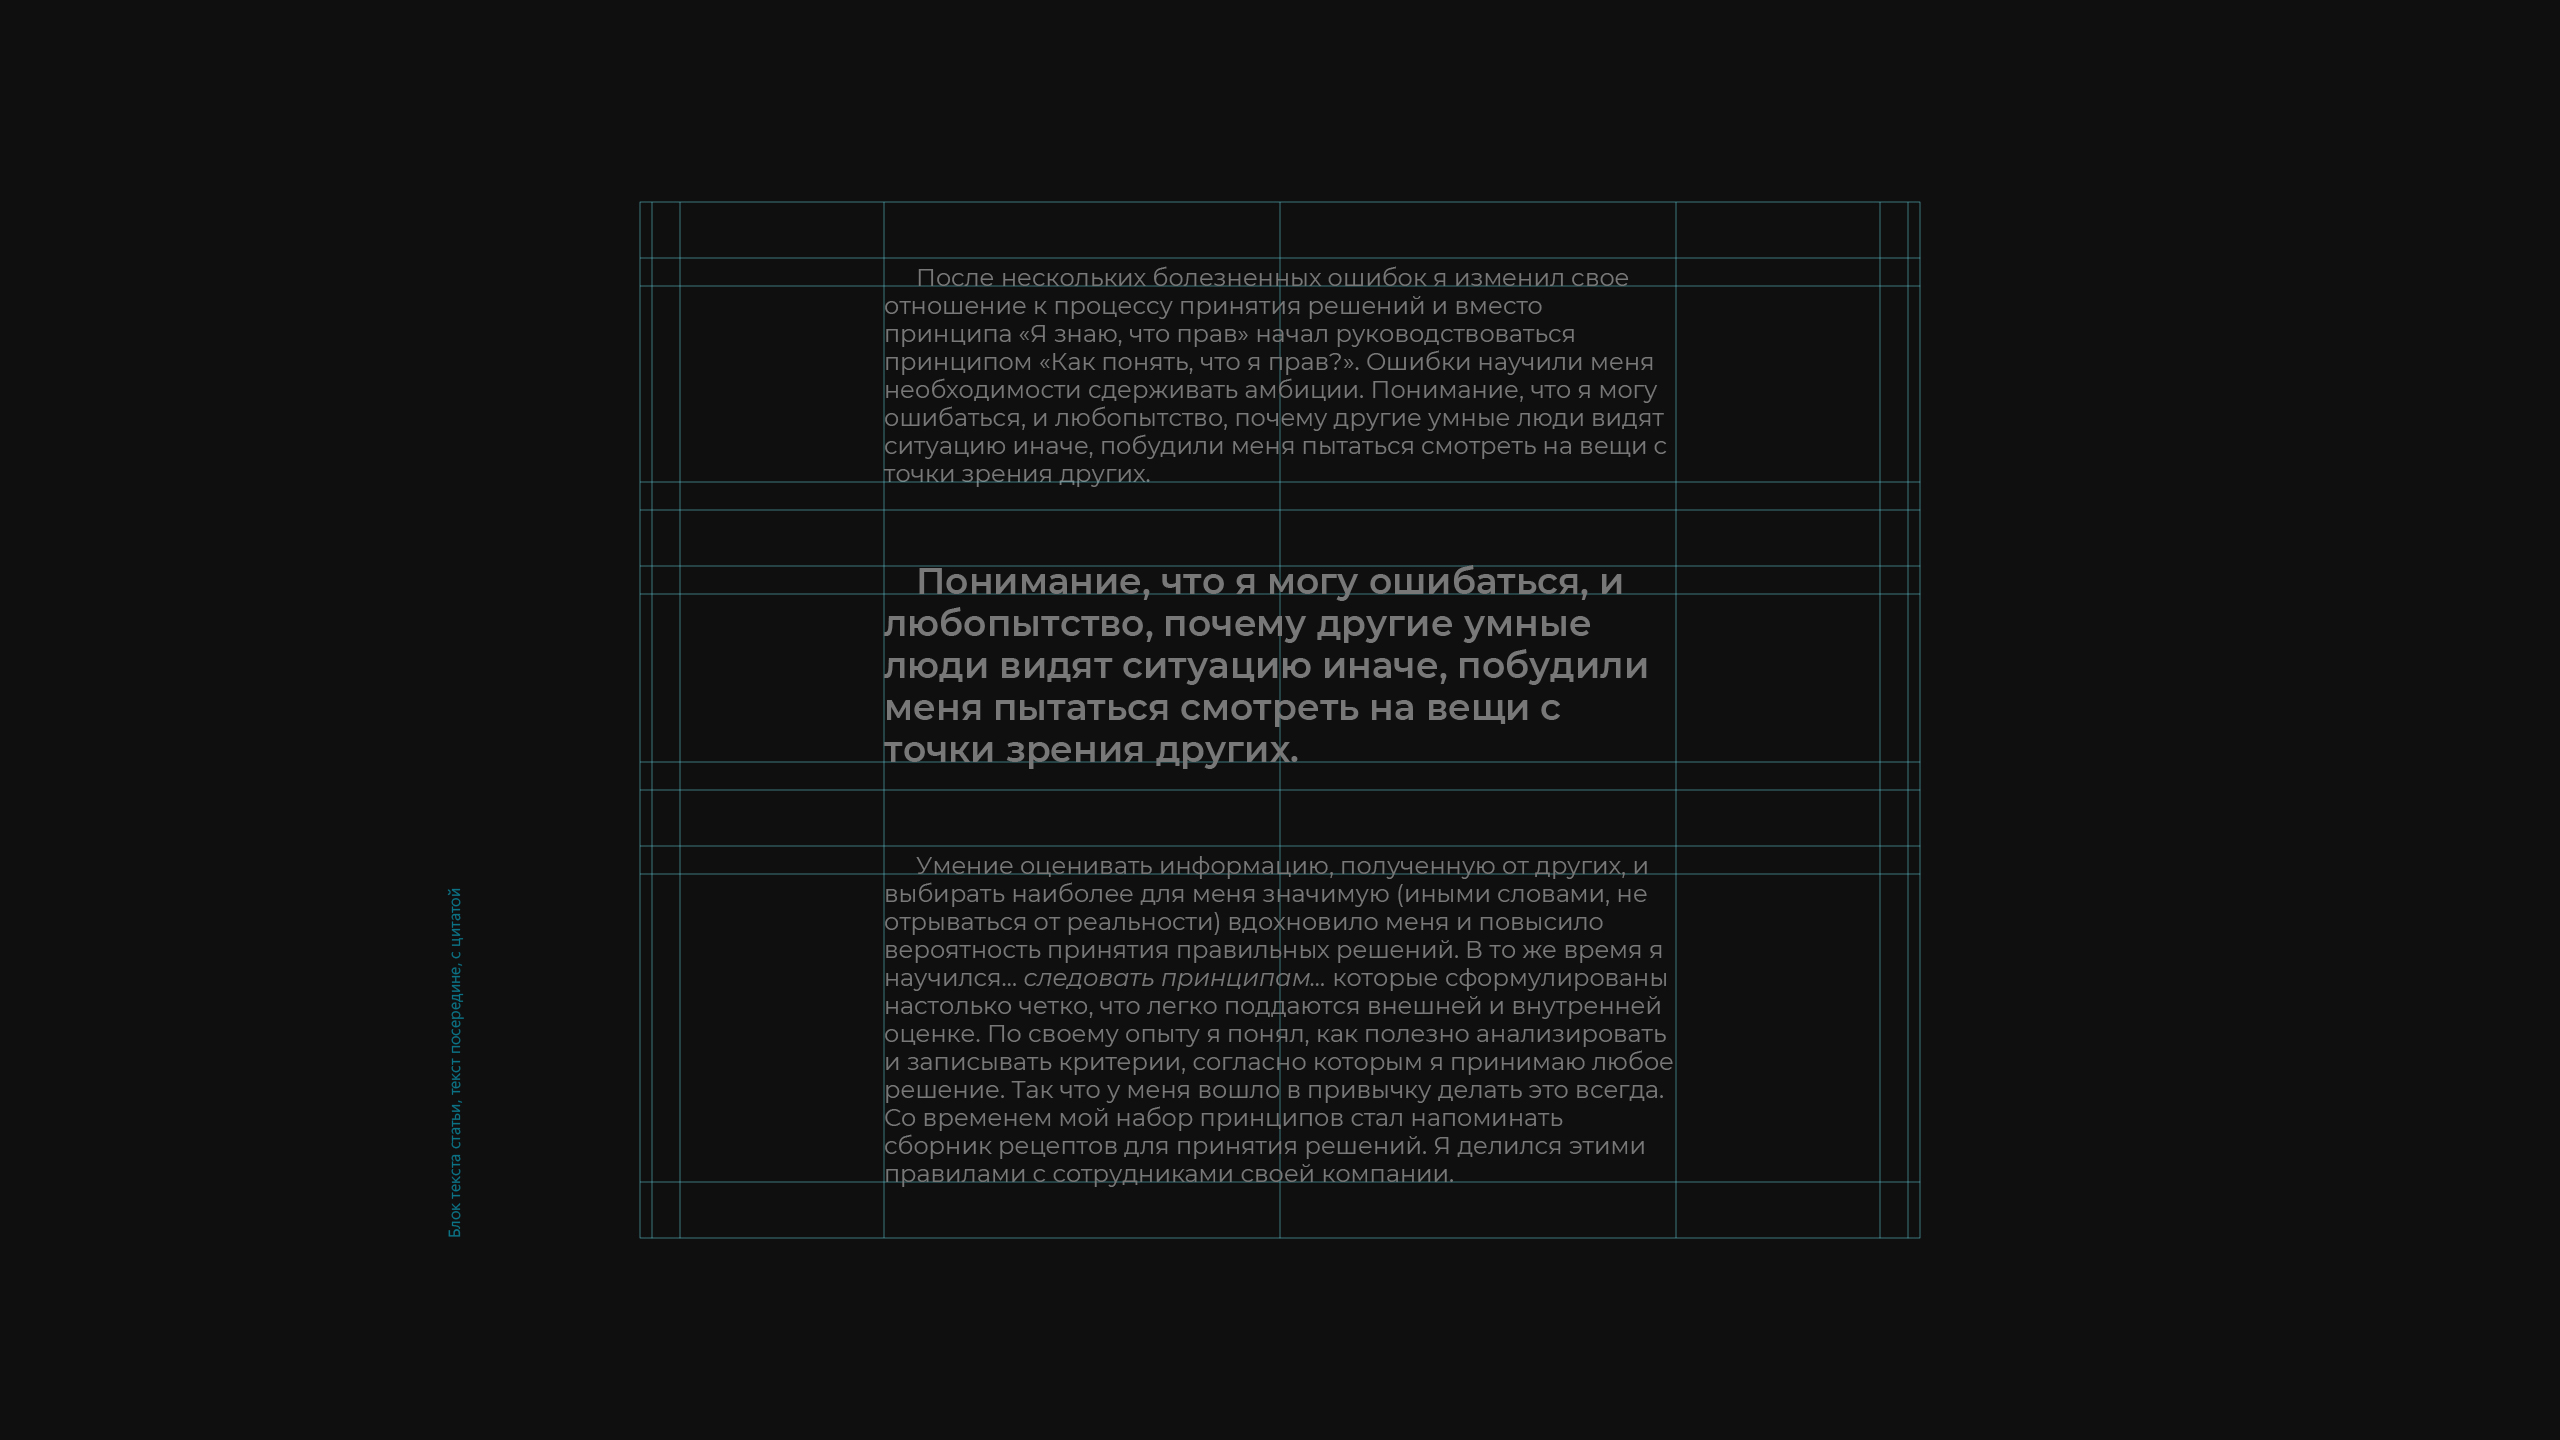 После нескольких болезненных ошибок я изменил свое
отношение к процессу принятия решений и вместо
принципа «Я знаю, что прав» начал руководствоваться
принципом «Как понять, что я прав?». Ошибки научили меня
необходимости сдерживать амбиции. Понимание, что я могу
ошибаться, и любопытство, почему другие умные люди видят
ситуацию иначе, побудили меня пытаться смотреть на вещи с
точки зрения других.
Понимание, что я могу ошибаться, и
любопытство, почему другие умные
люди видят ситуацию иначе, побудили
меня пытаться смотреть на вещи с
точки зрения других.
Умение оценивать информацию, полученную от других, и
выбирать наиболее для меня значимую (иными словами, не
отрываться от реальности) вдохновило меня и повысило
вероятность принятия правильных решений. В то же время я
научился... следовать принципам... которые сформулированы
настолько четко, что легко поддаются внешней и внутренней
оценке. По своему опыту я понял, как полезно анализировать
и записывать критерии, согласно которым я принимаю любое
решение. Так что у меня вошло в привычку делать это всегда.
Со временем мой набор принципов стал напоминать
сборник рецептов для принятия решений. Я делился этими
правилами с сотрудниками своей компании.
Блок текста статьи, текст посередине, с цитатой